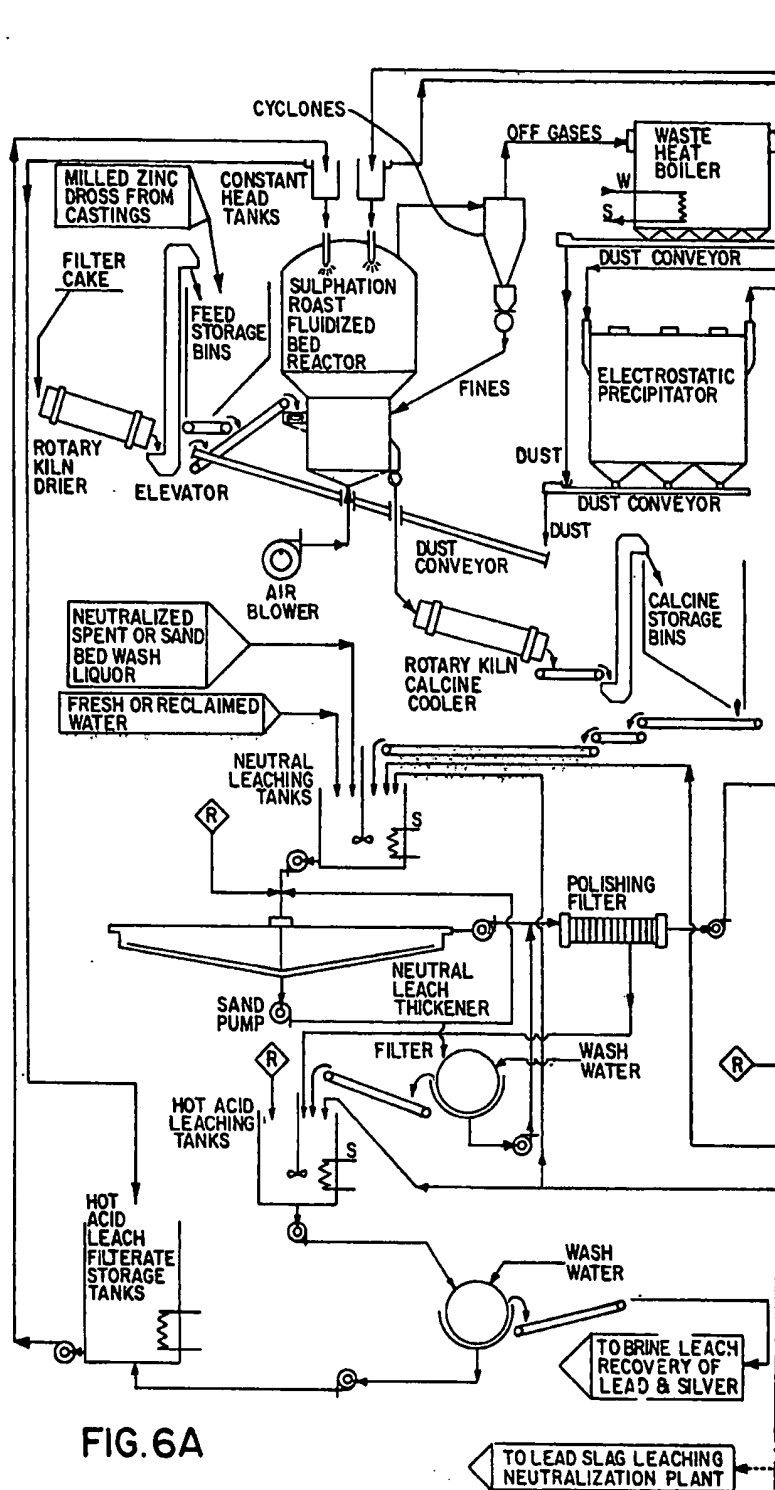 CYCLONES
OFF GASES
WASTE
HEAT
BOILER
W
S
MILLED ZINC
DROSS FROM
CASTINGS
CONSTANT
HEAD
TANKS
DUST CONVEYOR
FILTER
CAKE
FEED
STORAGE
BINS
SULPHATION
ROAST
FLUIDIZED
BED
REACTOR
FINES
ELECTROSTATIC
PRECIPITATOR
ROTARY
KILN
DRIER
ELEVATOR
DUST
DUST CONVEYOR
DUST
AIR
BLOWER
DUST
CONVEYOR
CALCINE
STORAGE
BINS
NEUTRALIZED
SPENT OR SAND
BED WASH
LIQUOR
ROTARY KILN
CALCINE
COOLER
FRESH OR RECLAIMED
WATER
NEUTRAL
LEACHING
TANKS
S
R
POLISHING
FILTER
NEUTRAL
LEACH
THICKENER
SAND
PUMP
R
FILTER
WASH
WATER
R
HOT ACID
LEACHING
TANKS
S
HOT
ACID
LEACH
FILTERATE
STORAGE
TANKS
WASH
WATER
TO BRINE LEACH
RECOVERY OF
LEAD & SILVER
FIG. 6A
TO LEAD SLAG LEACHING
NEUTRALIZATION PLANT